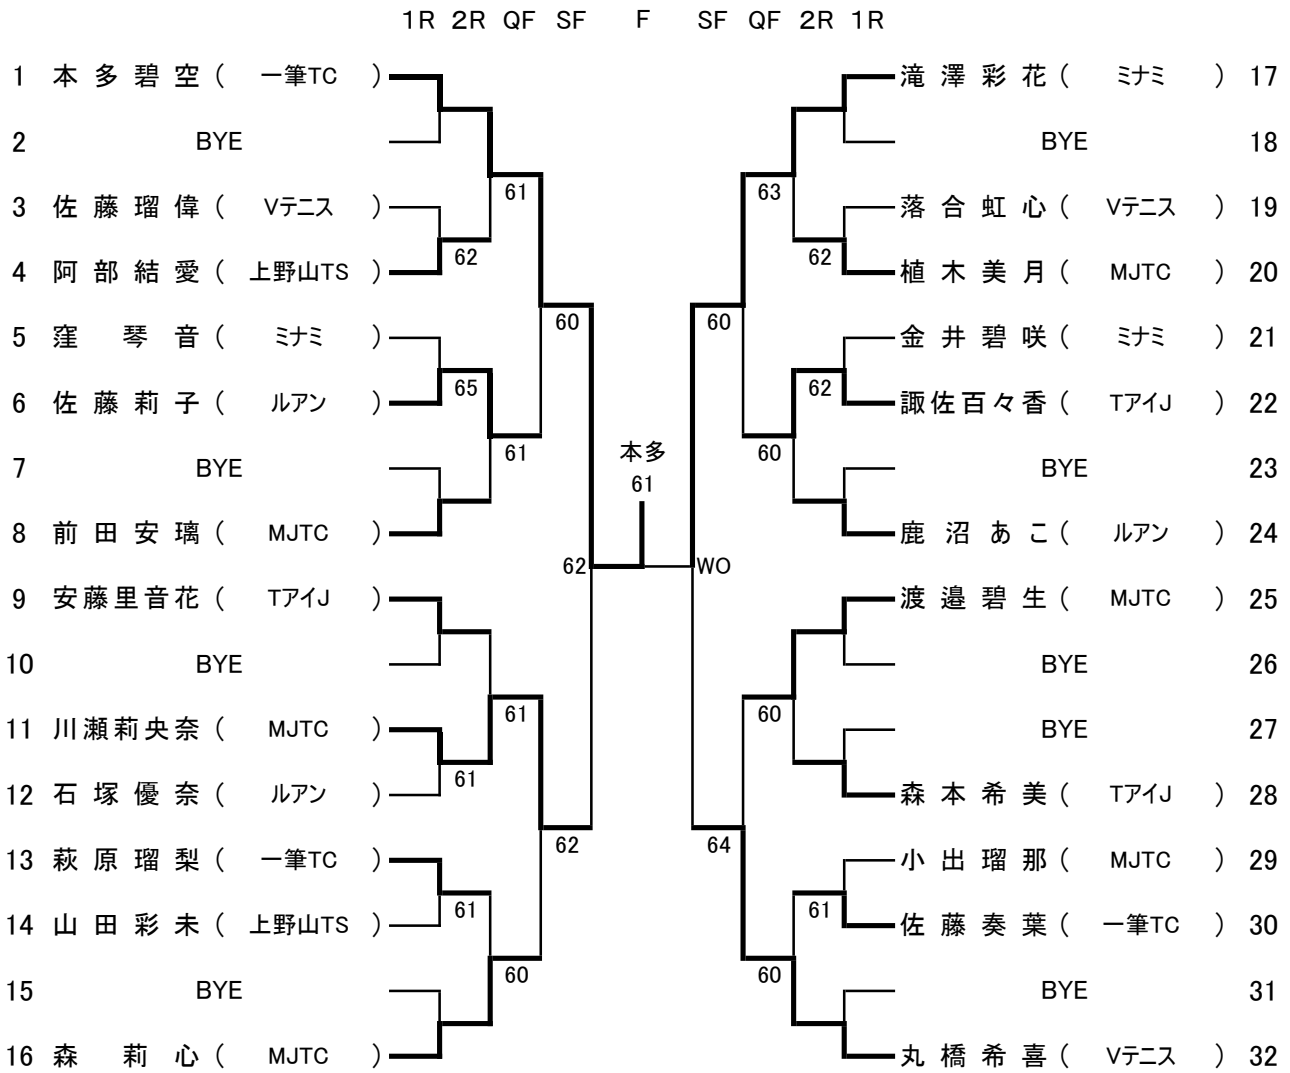 1R 2R QF SF F SF QF 2R 1R
1 本多碧空 ( 一筆TC ) 滝澤彩花 ( ミナミ ) 17
2 BYE BYE 18
61 63
3 佐藤瑠偉 ( Vテニス ) 落合虹心 ( Vテニス ) 19
62 62
4 阿部結愛 ( 上野山TS ) 植木美月 ( MJTC ) 20
60 60
5 窪 琴音 ( ミナミ ) 金井碧咲 ( ミナミ ) 21
65 62
6 佐藤莉子 ( ルアン ) 諏佐百々香 ( TアイJ ) 22
61 本多 60
7 BYE 61 BYE 23
8 前田安璃 ( MJTC ) 鹿沼あこ ( ルアン ) 24
62 WO
9 安藤里音花 ( TアイJ ) 渡邉碧生 ( MJTC ) 25
10 BYE BYE 26
61 60
11 川瀬莉央奈 ( MJTC ) BYE 27
61
12 石塚優奈 ( ルアン ) 森本希美 ( TアイJ ) 28
62 64
13 萩原瑠梨 ( 一筆TC ) 小出瑠那 ( MJTC ) 29
61 61
14 山田彩未 ( 上野山TS ) 佐藤奏葉 ( 一筆TC ) 30
60 60
15 BYE BYE 31
16 森 莉心 ( MJTC ) 丸橋希喜 ( Vテニス ) 32